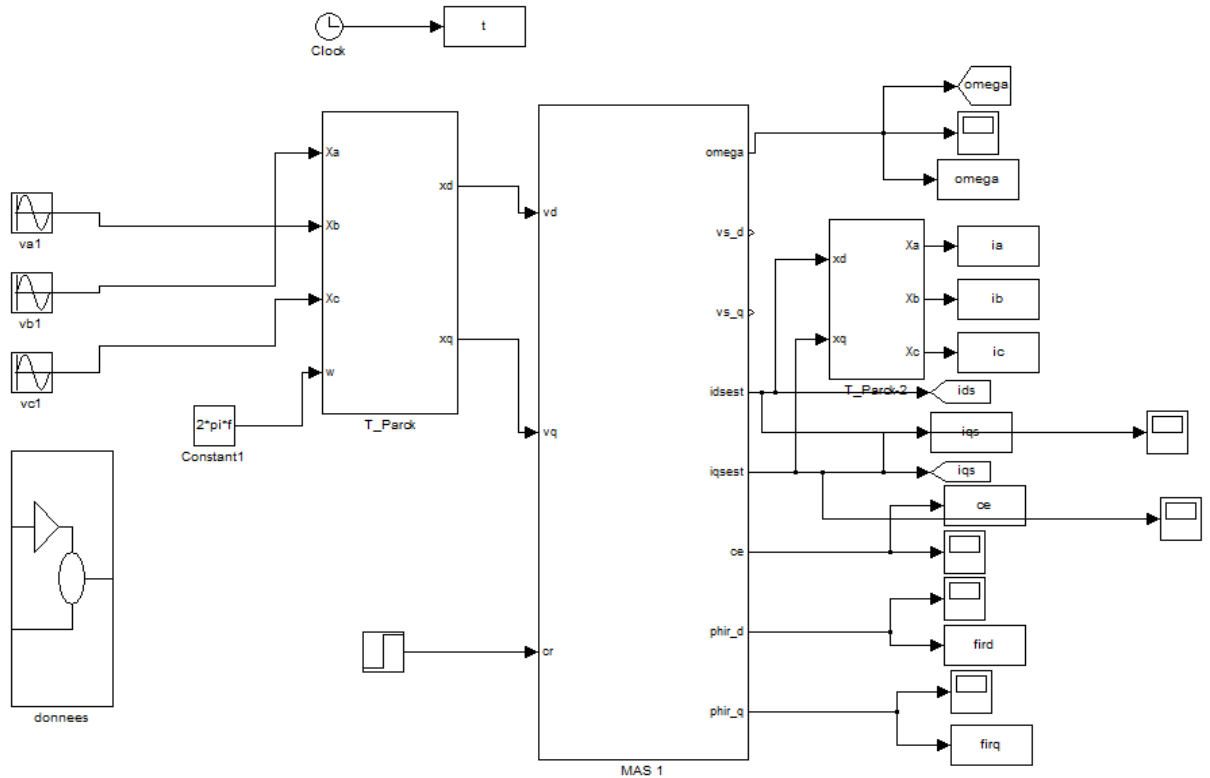 t
Clock
omega
Xa
omega
xd
vd
omega
va1
Xb
vs_d
Xa
ia
xd
vb1
Xc
vs_q
Xb
ib
xq
xq
Xc
ic
vc1
w
idsest
T_Parck-2
ids
2*pi*f
T_Parck
vq
iqs
Constant1
iqsest
iqs
ce
ce
phir_d
fird
cr
donnees
phir_q
firq
MAS 1